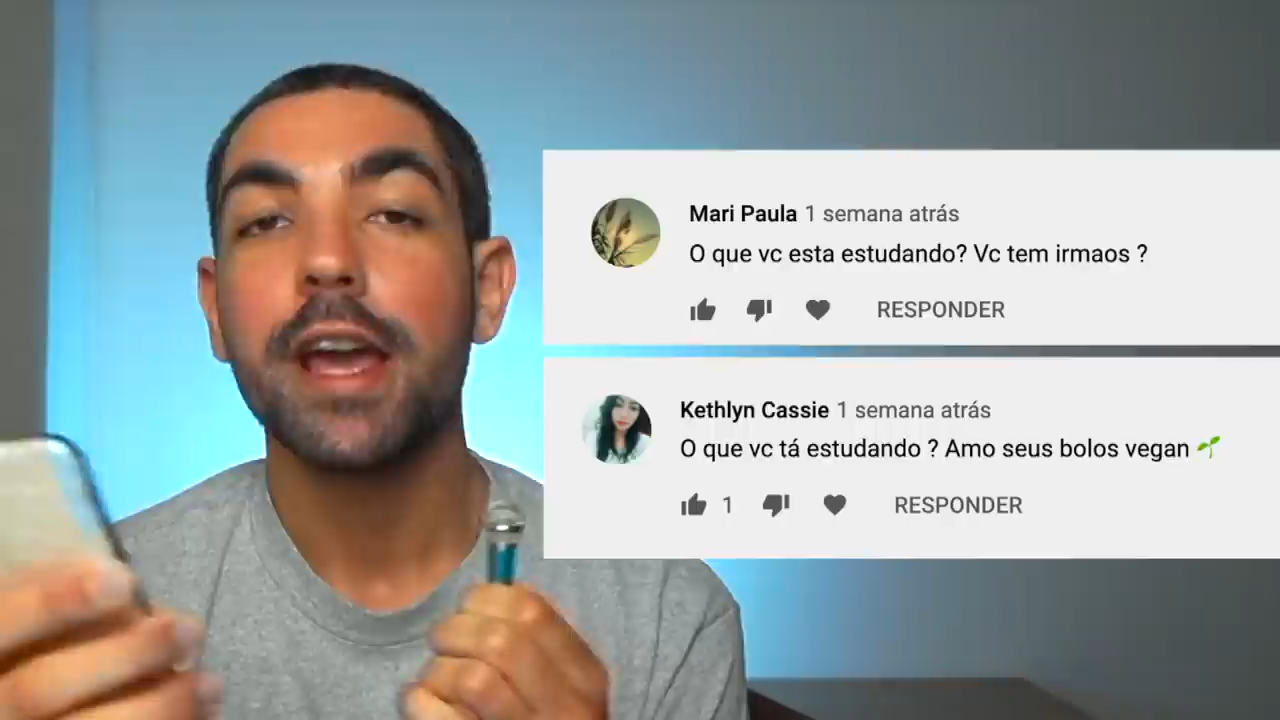 Mari Paula 1 semana atrás
O que vc esta estudando? Vc tem irmaos ?
RESPONDER
Kethlyn Cassie 1 semana atrás
O que vc tá estudando ? Amo seus bolos vegan 🌱
1 RESPONDER